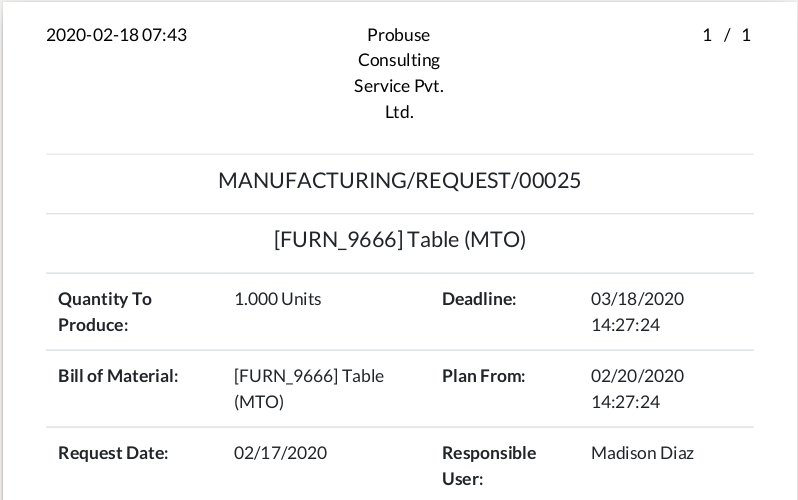 2020-02-18 07:43 Probuse 1 / 1
Consulting
Service Pvt.
Ltd.
MANUFACTURING/REQUEST/00025
[FURN_9666] Table (MTO)
Quantity To 1.000 Units Deadline: 03/18/2020
Produce: 14:27:24
Bill of Material: [FURN_9666] Table Plan From: 02/20/2020
(MTO) 14:27:24
Request Date: 02/17/2020 Responsible Madison Diaz
User: